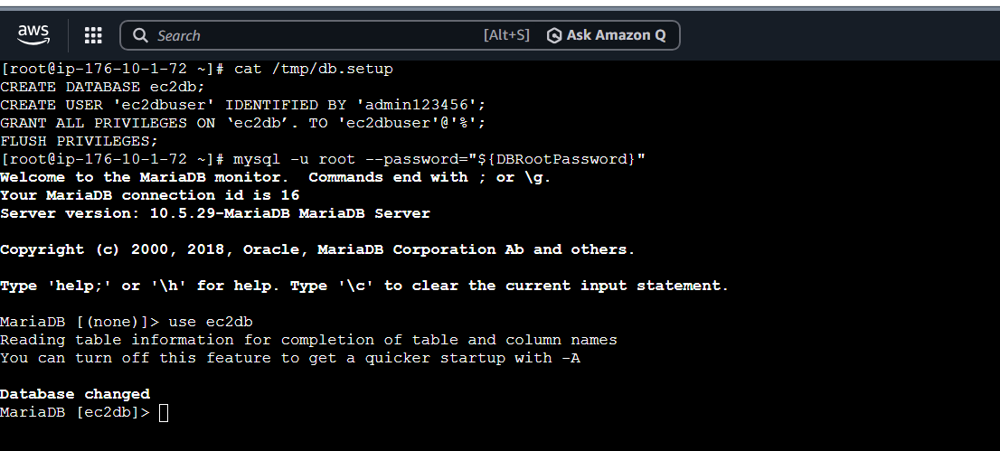 aws
Search [Alt+S] Ask Amazon Q
[root@ip-176-10-1-72 ~]# cat /tmp/db.setup
CREATE DATABASE ec2db;
CREATE USER 'ec2dbuser' IDENTIFIED BY 'admin123456';
GRANT ALL PRIVILEGES ON ‘ec2db’. TO 'ec2dbuser'@'%';
FLUSH PRIVILEGES;
[root@ip-176-10-1-72 ~]# mysql -u root --password="${DBRootPassword}"
Welcome to the MariaDB monitor.  Commands end with ; or \g.
Your MariaDB connection id is 16
Server version: 10.5.29-MariaDB MariaDB Server
Copyright (c) 2000, 2018, Oracle, MariaDB Corporation Ab and others.
Type 'help;' or '\h' for help. Type '\c' to clear the current input statement.
MariaDB [(none)]> use ec2db
Reading table information for completion of table and column names
You can turn off this feature to get a quicker startup with -A
Database changed
MariaDB [ec2db]>